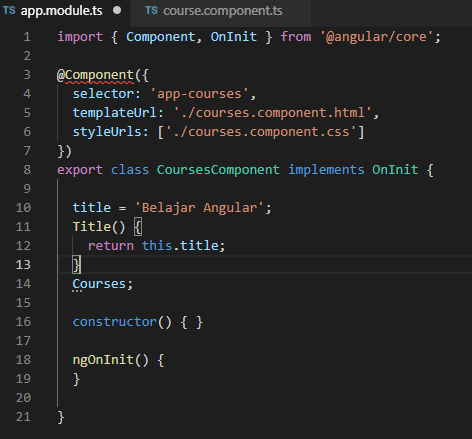 TS app.module.ts TS course.component.ts
1 import { Component, OnInit } from '@angular/core';
2
3 @Component({
4 selector: 'app-courses',
5 templateUrl: './courses.component.html',
6 styleUrls: ['./courses.component.css']
7 })
8 export class CoursesComponent implements OnInit {
9
10 title = 'Belajar Angular';
11 Title() {
12 return this.title;
13 }
14 Courses;
15
16 constructor() { }
17
18 ngOnInit() {
19 }
20
21 }